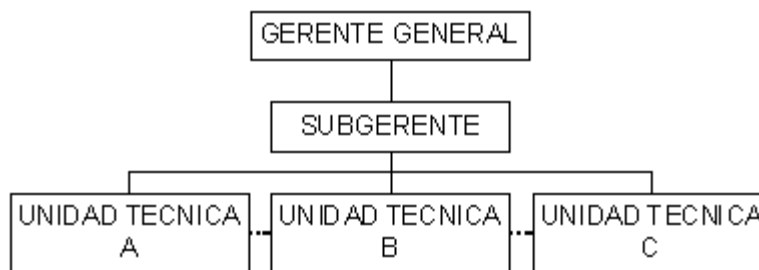 GERENTE GENERAL
SUBGERENTE
UNIDAD TECNICA
A
UNIDAD TECNICA
B
UNIDAD TECNICA
C